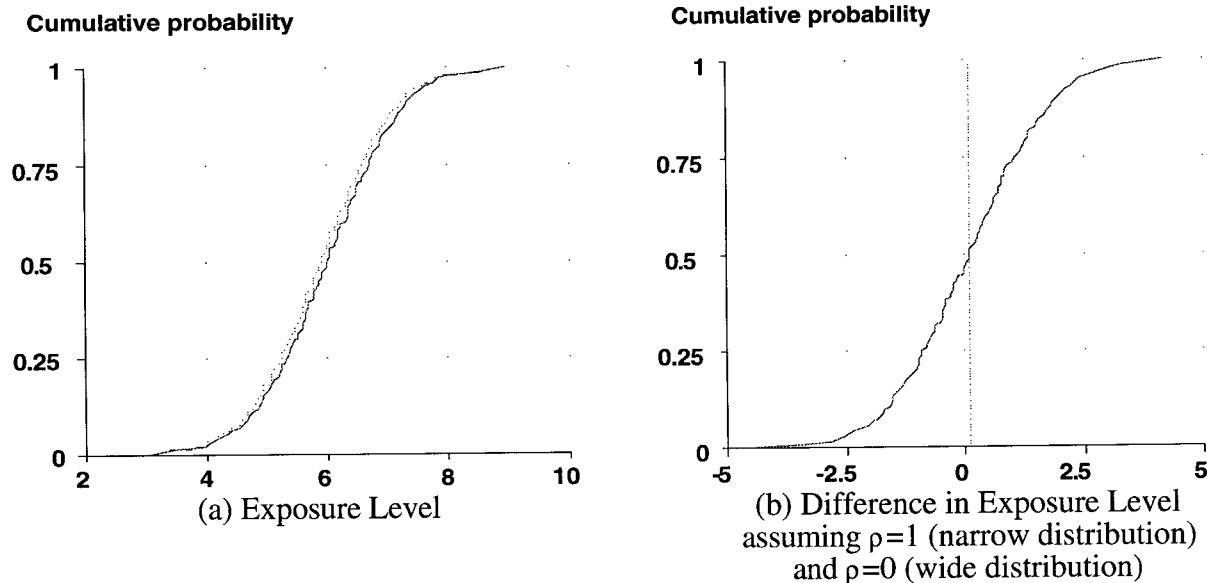 Cumulative probability
1
0.75
0.5
0.25
0
2 4 6 8 10
(a) Exposure Level
Cumulative probability
1
0.75
0.5
0.25
0
-5 -2.5 0 2.5 5
(b) Difference in Exposure Level
assuming ρ=1 (narrow distribution)
and ρ=0 (wide distribution)